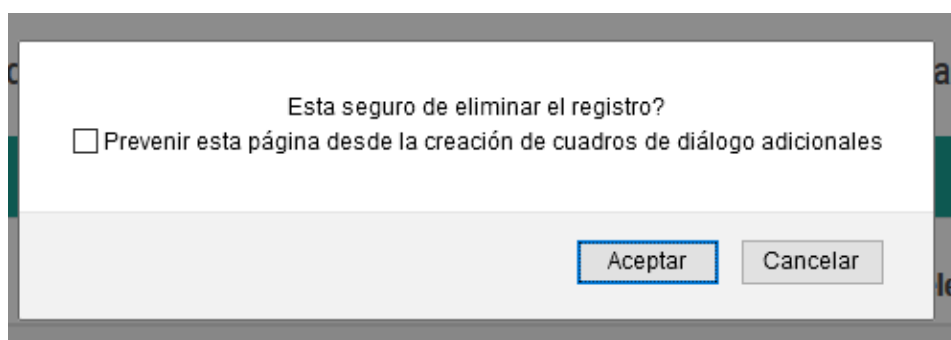 Esta seguro de eliminar el registro?
Prevenir esta página desde la creación de cuadros de diálogo adicionales
Aceptar Cancelar